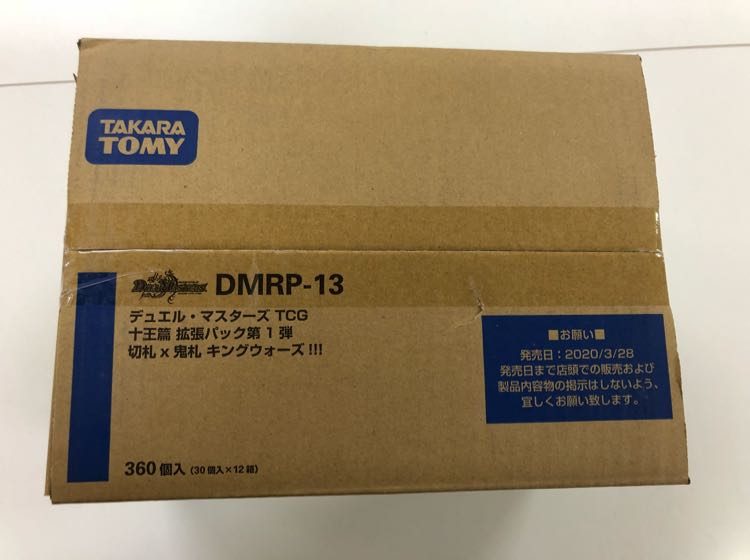 TAKARA
TOMY
DUEL MASTERS
DMRP-13
デュエル・マスターズ TCG
十王篇 拡張パック第1弾
切札 x 鬼札 キングウォーズ !!!
■お願い■
発売日：2020/3/28
発売日まで店頭での販売および
製品内容物の掲示はしないよう、
宜しくお願い致します。
360個入（30個入×12箱）